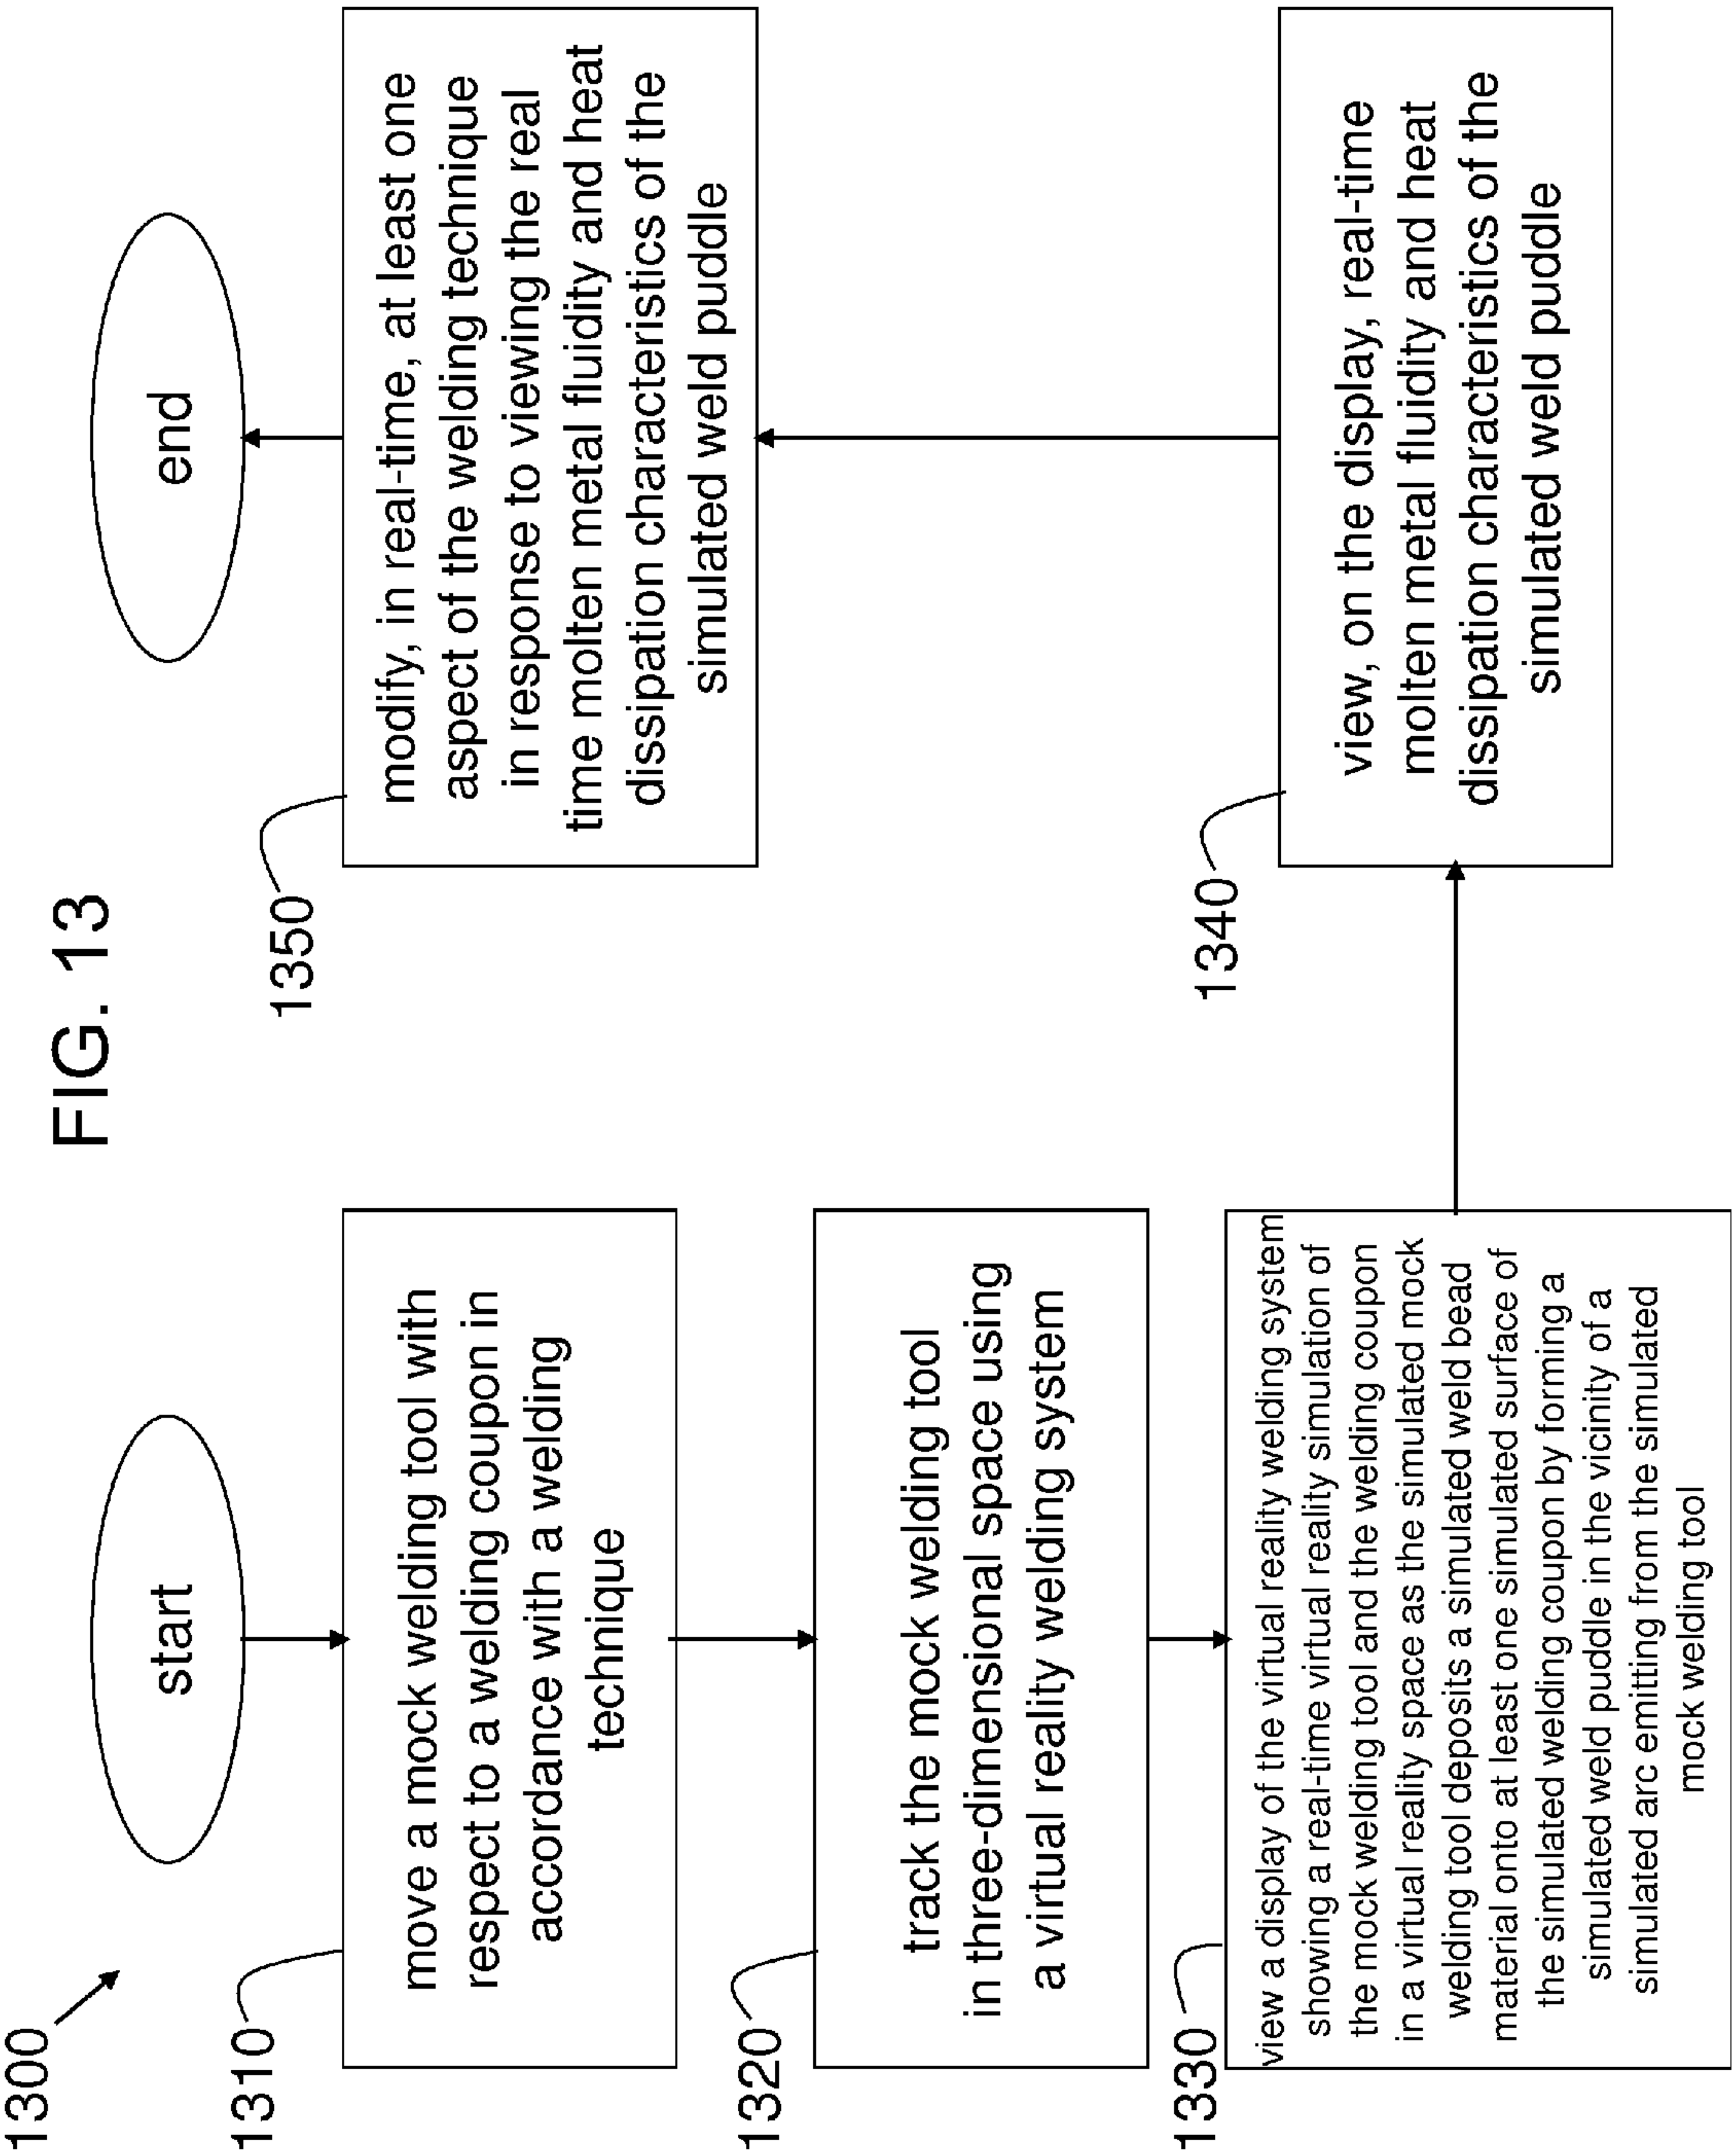 FIG. 13
1300
start
1310
move a mock welding tool with
respect to a welding coupon in
accordance with a welding
technique
1320
track the mock welding tool
in three-dimensional space using
a virtual reality welding system
1330
view a display of the virtual reality welding system
showing a real-time virtual reality simulation of
the mock welding tool and the welding coupon
in a virtual reality space as the simulated mock
welding tool deposits a simulated weld bead
material onto at least one simulated surface of
the simulated welding coupon by forming a
simulated weld puddle in the vicinity of a
simulated arc emitting from the simulated
mock welding tool
1340
view, on the display, real-time
molten metal fluidity and heat
dissipation characteristics of the
simulated weld puddle
1350
modify, in real-time, at least one
aspect of the welding technique
in response to viewing the real
time molten metal fluidity and heat
dissipation characteristics of the
simulated weld puddle
end